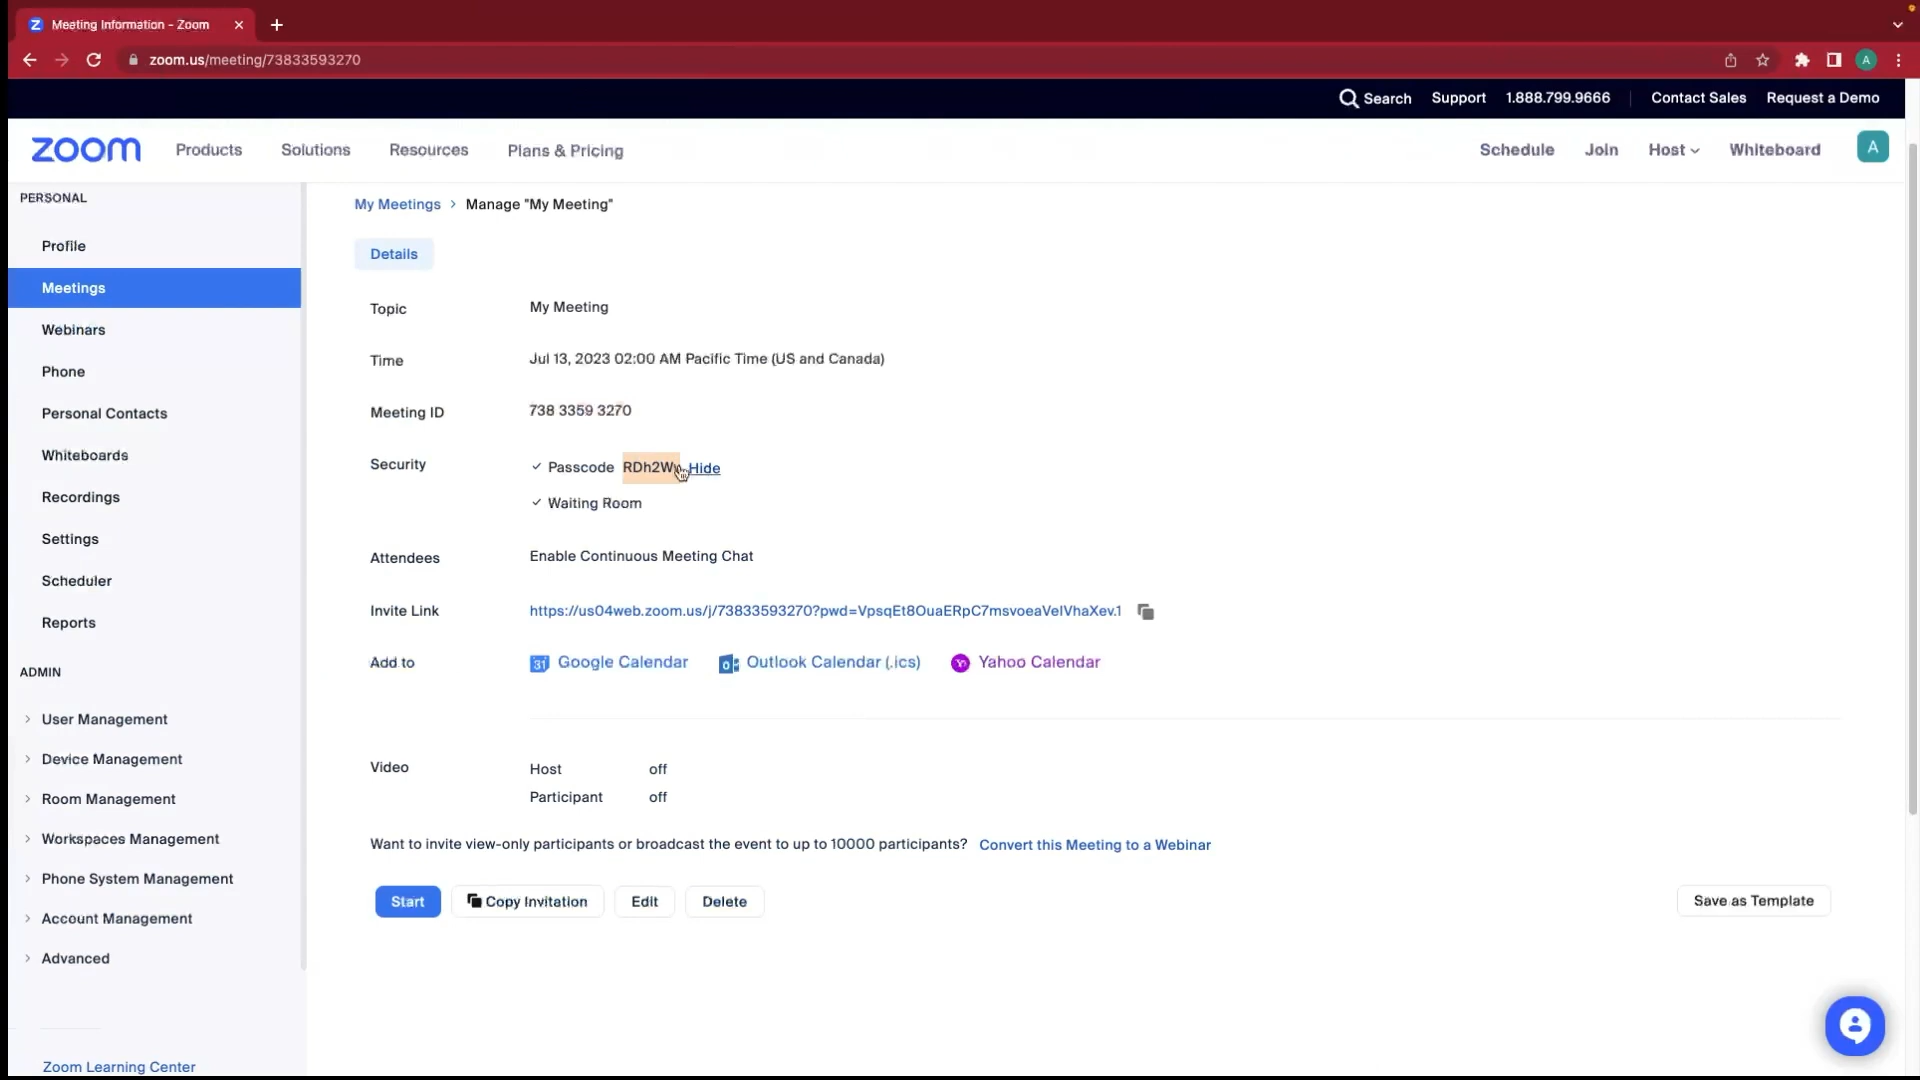 Meeting Information - Zoom
zoom.us/meeting/73833593270
A
Search Support 1.888.799.9666 Contact Sales Request a Demo
zoom Products Solutions Resources Plans & Pricing Schedule Join Host Whiteboard A
PERSONAL
Profile
Meetings
Webinars
Phone
Personal Contacts
Whiteboards
Recordings
Settings
Scheduler
Reports
ADMIN
User Management
Device Management
Room Management
Workspaces Management
Phone System Management
Account Management
Advanced
Zoom Learning Center
My Meetings > Manage "My Meeting"
Details
Topic My Meeting
Time Jul 13, 2023 02:00 AM Pacific Time (US and Canada)
Meeting ID 738 3359 3270
Security Passcode Hide
Waiting Room
Attendees Enable Continuous Meeting Chat
Invite Link https://us04web.zoom.us/j/73833593270?pwd=VpsqEt8OuaERpC7msvoeaVelVhaXev.1
Add to 31 Google Calendar Outlook Calendar (.ics) Yahoo Calendar
Video Host off
Participant off
Want to invite view-only participants or broadcast the event to up to 10000 participants? Convert this Meeting to a Webinar
Start Copy Invitation Edit Delete Save as Template